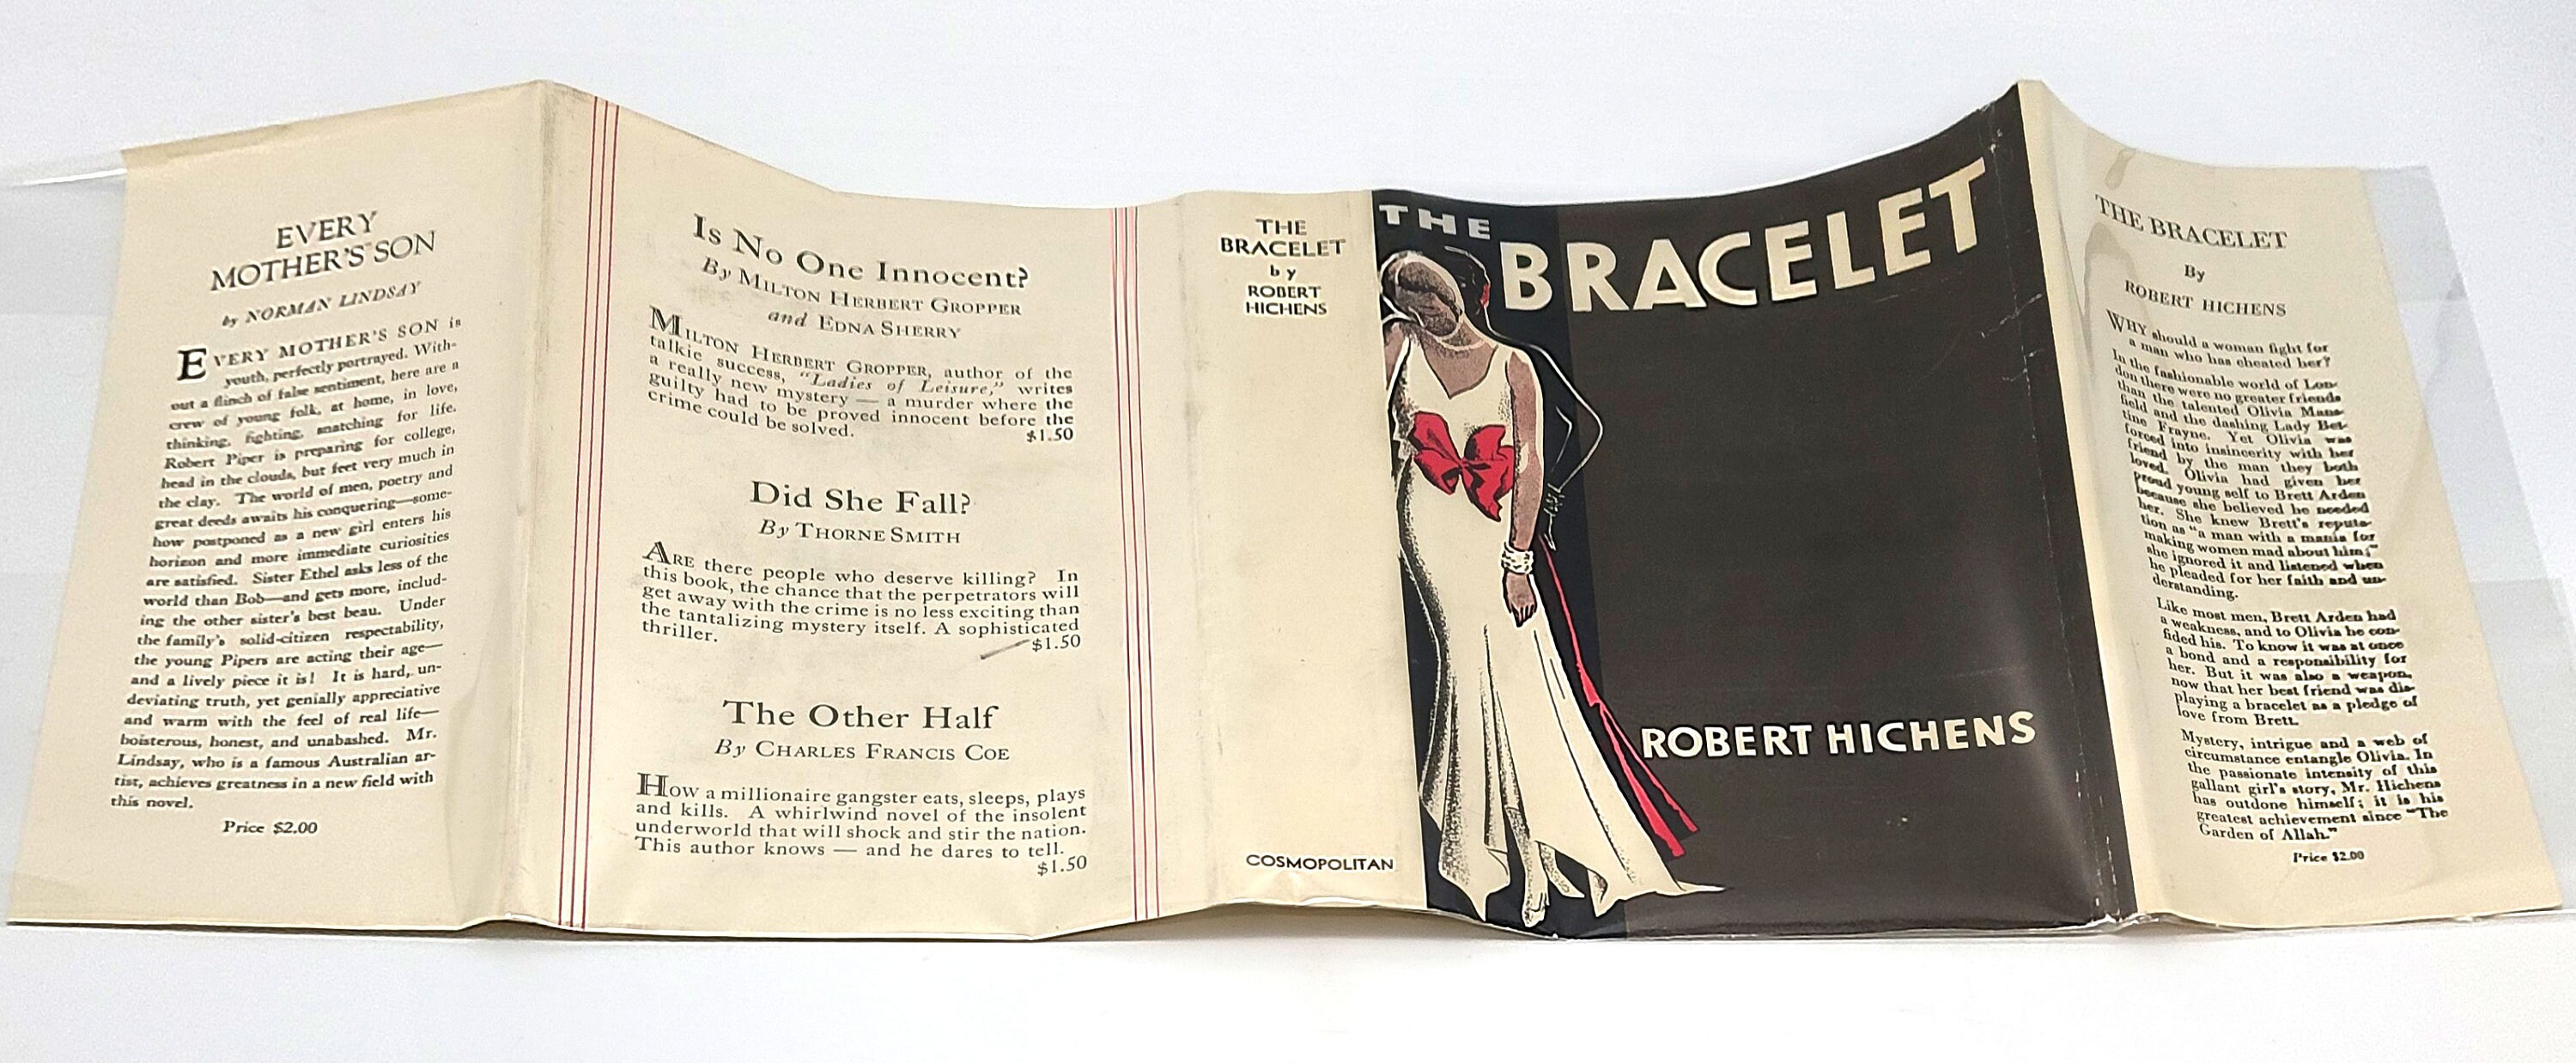 EVERY
MOTHER'S SON
by NORMAN LINDSAY
EVERY MOTHER'S SON is
youth, perfectly portrayed. With-
out a flinch of false sentiment, here are a
crew of young folk, at home, in love,
thinking, fighting, snatching for life.
Robert Piper is preparing for college,
head in the clouds, but feet very much in
the clay. The world of men, poetry and
great deeds awaits his conquering—some-
how postponed as a new girl enters his
horizon and more immediate curiosities
are satisfied. Sister Ethel asks less of the
world than Bob—and gets more, includ-
ing the other sister's best beau. Under
the family's solid-citizen respectability,
the young Pipers are acting their age—
and a lively piece it is! It is hard, un-
deviating truth, yet genially appreciative
and warm with the feel of real life—
boisterous, honest, and unabashed. Mr.
Lindsay, who is a famous Australian ar-
tist, achieves greatness in a new field with
this novel.
Price $2.00
Is No One Innocent?
By MILTON HERBERT GROPPER
and EDNA SHERRY
MILTON HERBERT GROPPER, author of the
talkie success, "Ladies of Leisure," writes
a really new mystery — a murder where the
guilty had to be proved innocent before the
crime could be solved.
$1.50
Did She Fall?
By THORNE SMITH
ARE there people who deserve killing? In
this book, the chance that the perpetrators will
get away with the crime is no less exciting than
the tantalizing mystery itself. A sophisticated
thriller.
$1.50
The Other Half
By CHARLES FRANCIS COE
HOW a millionaire gangster eats, sleeps, plays
and kills. A whirlwind novel of the insolent
underworld that will shock and stir the nation.
This author knows — and he dares to tell.
$1.50
THE
BRACELET
by
ROBERT
HICHENS
COSMOPOLITAN
THE
BRACELET
ROBERT HICHENS
THE BRACELET
By
ROBERT HICHENS
WHY should a woman fight for
a man who has cheated her?
In the fashionable world of Lon-
don there were no greater friends
than the talented Olivia Mans-
field and the dashing Lady Bet-
tine Frayne. Yet Olivia was
forced into insincerity with her
friend by the man they both
loved. Olivia had given her
proud young self to Brett Arden
because she believed he needed
her. She knew Brett's reputa-
tion as "a man with a mania for
making women mad about him;"
she ignored it and listened when
he pleaded for her faith and un-
derstanding.
Like most men, Brett Arden had
a weakness, and to Olivia he con-
fided his. To know it was at once
a bond and a responsibility for
her. But it was also a weapon,
now that her best friend was dis-
playing a bracelet as a pledge of
love from Brett.
Mystery, intrigue and a web of
circumstance entangle Olivia. In
the passionate intensity of this
gallant girl's story, Mr. Hichens
has outdone himself; it is his
greatest achievement since "The
Garden of Allah."
Price $2.00